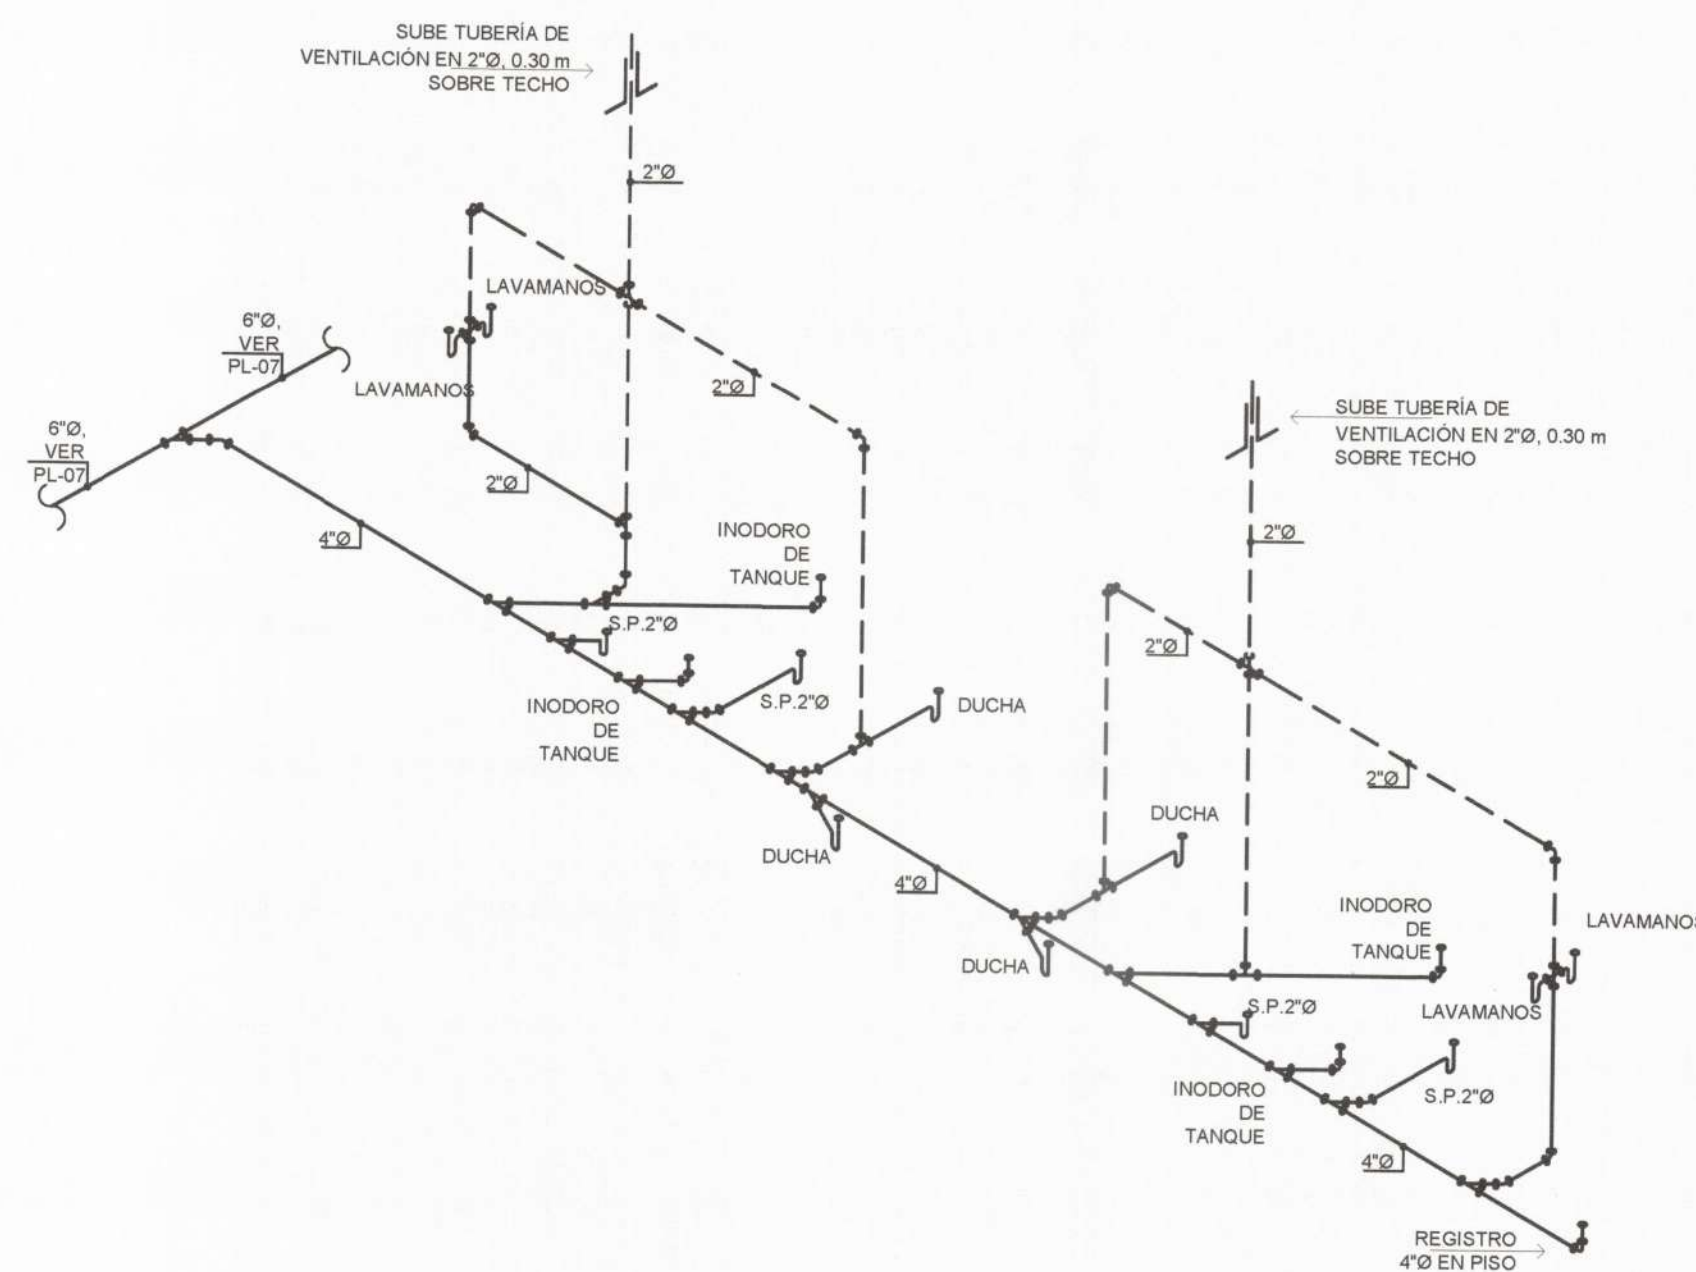 SUBE TUBERÍA DE
VENTILACIÓN EN 2"Ø, 0.30 m
SOBRE TECHO
2"Ø
LAVAMANOS
6"Ø,
VER
PL-07
LAVAMANOS
2"Ø
6"Ø,
VER
PL-07
SUBE TUBERÍA DE
VENTILACIÓN EN 2"Ø, 0.30 m
SOBRE TECHO
2"Ø
4"Ø
INODORO
DE
TANQUE
2"Ø
S.P.2"Ø
2"Ø
S.P.2"Ø
INODORO
DE
TANQUE
DUCHA
2"Ø
DUCHA
DUCHA
4"Ø
INODORO
DE
TANQUE
LAVAMANOS
DUCHA
S.P.2"Ø
LAVAMANOS
INODORO
DE
TANQUE
S.P.2"Ø
4"Ø
REGISTRO
4"Ø EN PISO